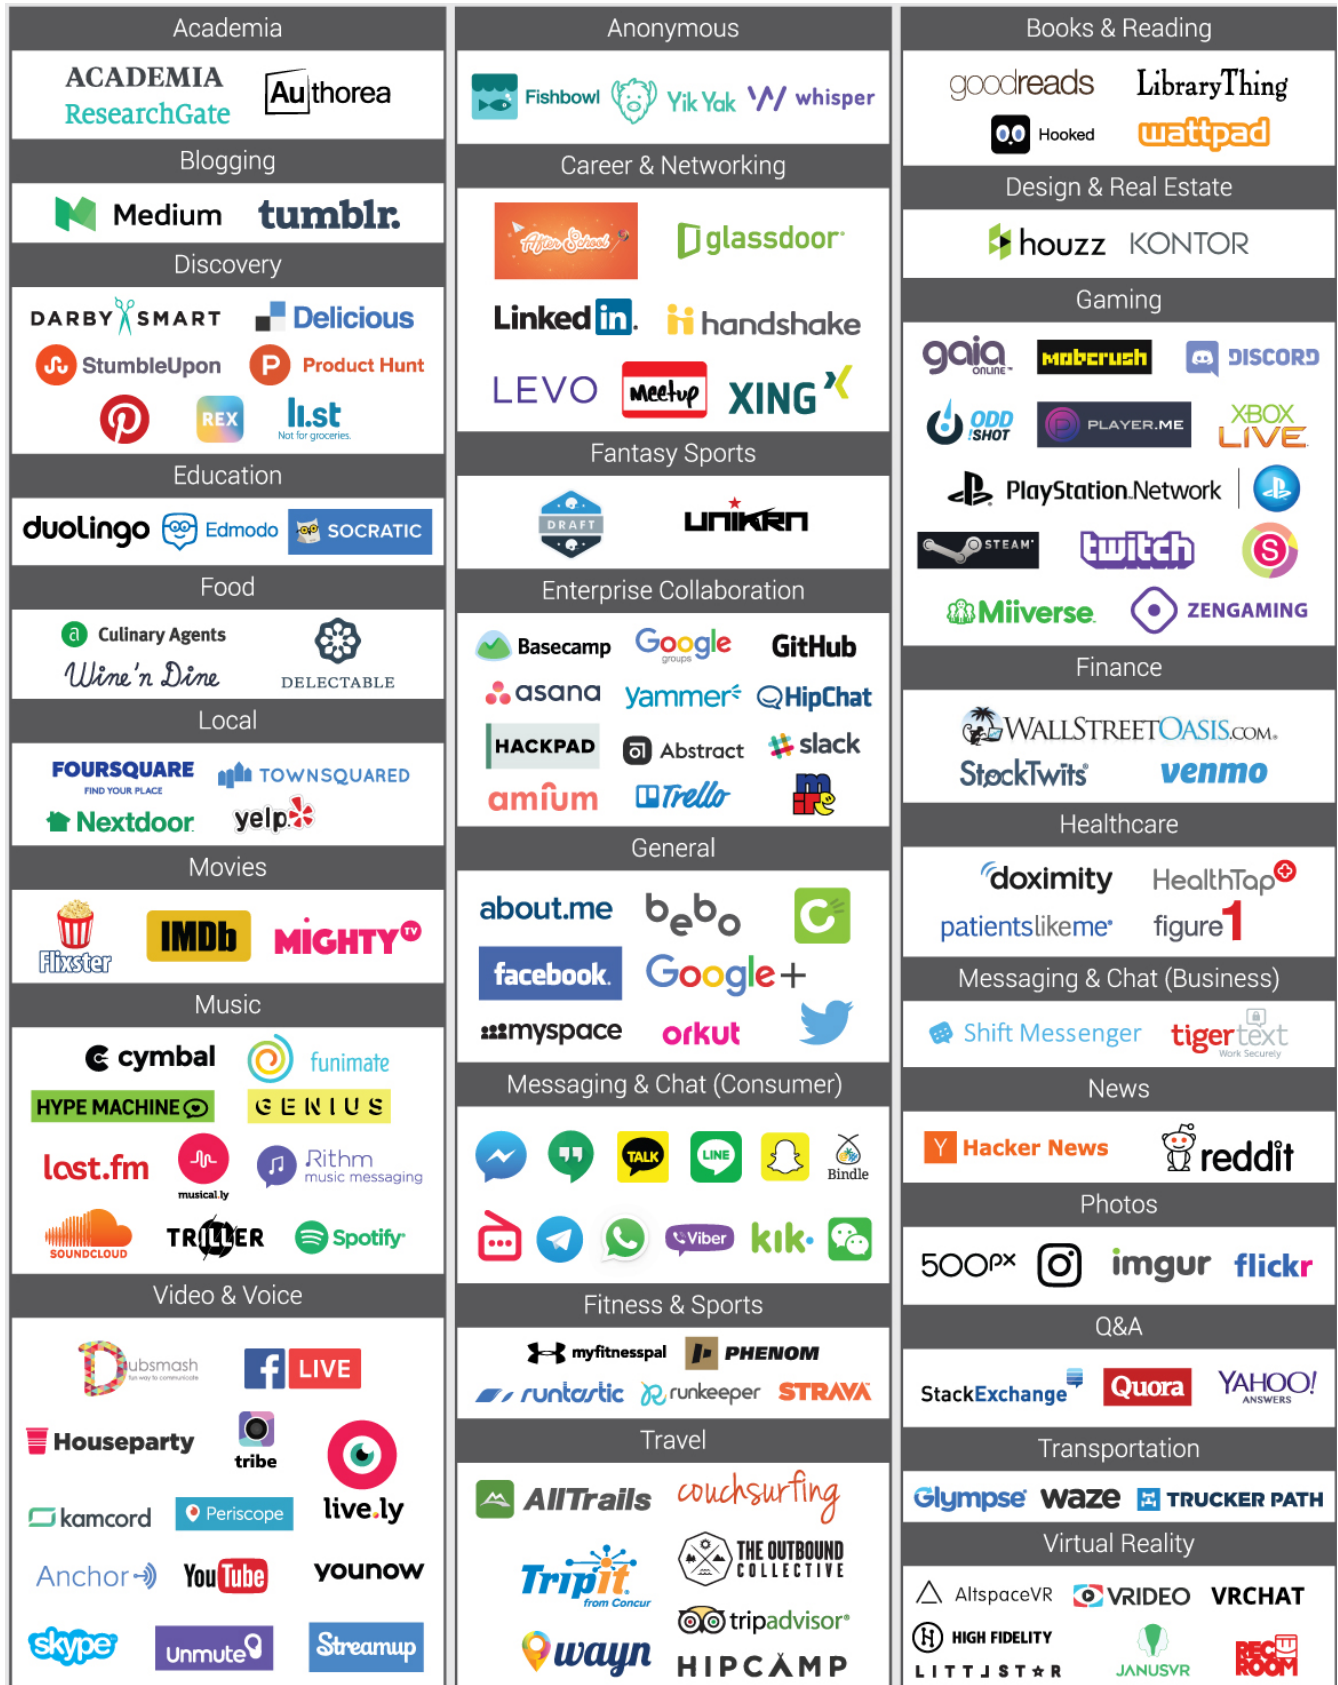 Academia
ACADEMIA
Authorea
ResearchGate
Blogging
Medium
tumblr.
Discovery
DARBY SMART
Delicious
StumbleUpon
P
Product Hunt
REX
li.st
Not for groceries.
Education
duolingo
Edmodo
SOCRATIC
Food
a
Culinary Agents
Wine'n Dine
DELECTABLE
Local
FOURSQUARE
FIND YOUR PLACE
TOWNSQUARED
Nextdoor
yelp
Movies
Flixster
IMDb
MIGHTY TV
Music
cymbal
funimate
HYPE MACHINE
GENIUS
last.fm
musical.ly
Rithm
music messaging
SOUNDCLOUD
TRILLER
Spotify
Video & Voice
Dubsmash
fun way to communicate
f LIVE
Houseparty
tribe
live.ly
kamcord
Periscope
Anchor
YouTube
younow
skype
Unmute
Streamup
Anonymous
Fishbowl
Yik Yak
whisper
Career & Networking
After School
glassdoor
Linked in.
handshake
LEVO
Meetup
XING
Fantasy Sports
DRAFT
UNIKRN
Enterprise Collaboration
Basecamp
Google
groups
GitHub
asana
yammer
HipChat
HACKPAD
Abstract
slack
amium
Trello
mire
General
about.me
bebo
facebook.
Google+
myspace
orkut
Messaging & Chat (Consumer)
TALK
LINE
Bindle
Viber
kik.
Fitness & Sports
myfitnesspal
PHENOM
runtastic
runkeeper
STRAVA
Travel
AllTrails
couchsurfing
Tripit
from Concur
THE OUTBOUND
COLLECTIVE
tripadvisor
wayn
HIPCAMP
Books & Reading
goodreads
LibraryThing
Hooked
wattpad
Design & Real Estate
houzz
KONTOR
Gaming
gaia
ONLINE™
mobcrush
DISCORD
ODD
!SHOT
PLAYER.ME
XBOX
LIVE
PlayStation Network
STEAM
twitch
S
Miiverse
ZENGAMING
Finance
WALLSTREETOASIS.COM
StockTwits
venmo
Healthcare
doximity
HealthTap
patientslikeme
figure1
Messaging & Chat (Business)
Shift Messenger
tigertext
Work Securely
News
Y
Hacker News
reddit
Photos
500px
imgur
flickr
Q&A
StackExchange
Quora
YAHOO!
ANSWERS
Transportation
Glympse
waze
TRUCKER PATH
Virtual Reality
AltspaceVR
VRIDEO
VRCHAT
HIGH FIDELITY
LITTLSTAR
JANUSVR
REC
ROOM